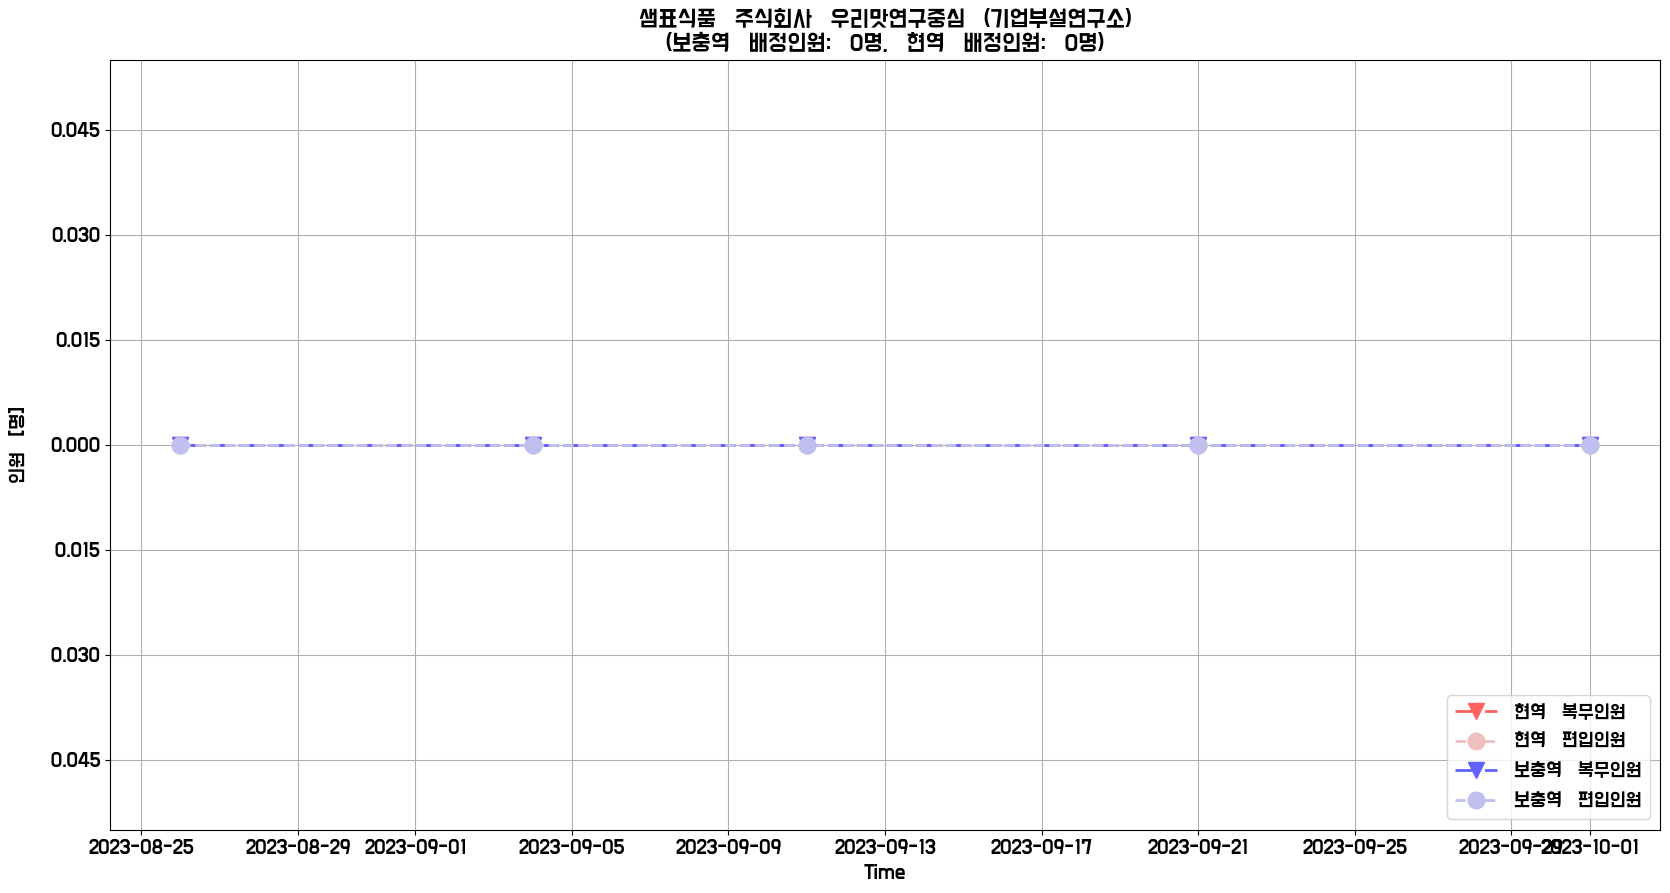 샘표식품 주식회사 우리맛연구중심 (기업부설연구소)
(보충역 배정인원: 0명, 현역 배정인원: 0명)
인원 [명]
0.045
0.030
0.015
0.000
0.015
0.030
0.045
현역 복무인원
현역 편입인원
보충역 복무인원
보충역 편입인원
2023-08-25 2023-08-29 2023-09-01 2023-09-05 2023-09-09 2023-09-13 2023-09-17 2023-09-21 2023-09-25 2023-09-29 2023-10-01
Time